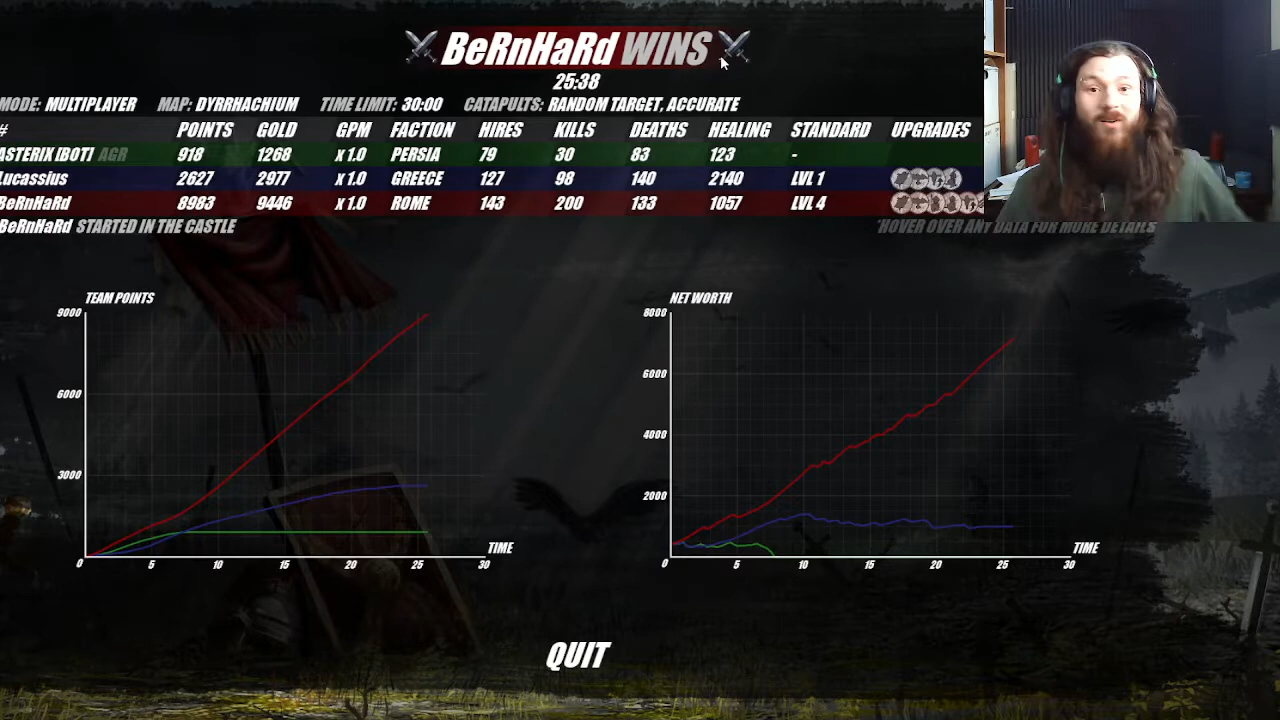 BeRnHaRd WINS
25:38
MODE: MULTIPLAYER MAP: DYRRHACHIUM TIME LIMIT: 30:00 CATAPULTS: RANDOM TARGET, ACCURATE
# POINTS GOLD GPM FACTION HIRES KILLS DEATHS HEALING STANDARD UPGRADES
ASTERIX [BOT] AGR 918 1268 x 1.0 PERSIA 79 30 83 123 -
Lucassius 2627 2977 x 1.0 GREECE 127 98 140 2140 LVL 1
BeRnHaRd 8983 9446 x 1.0 ROME 143 200 133 1057 LVL 4
BeRnHaRd STARTED IN THE CASTLE *HOVER OVER ANY DATA FOR MORE DETAILS
TEAM POINTS NET WORTH
9000 8000
6000 6000
4000
3000
2000
TIME TIME
0 5 10 15 20 25 30 0 5 10 15 20 25 30
QUIT